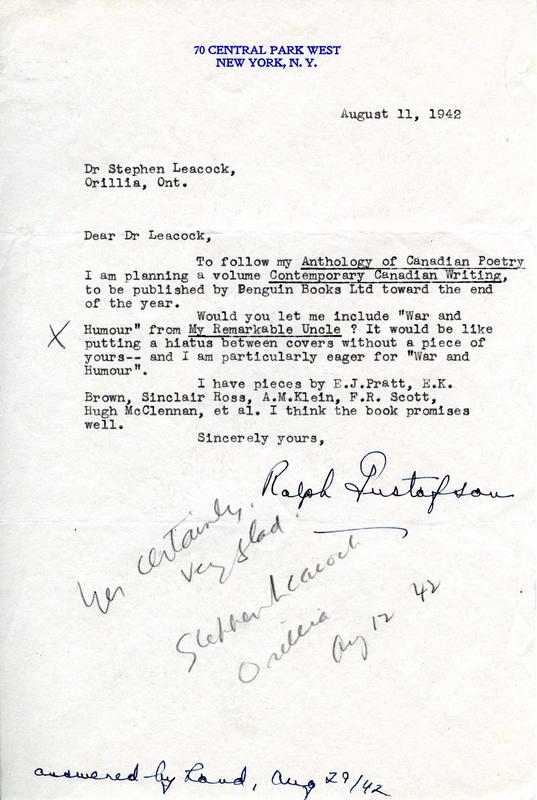 70 CENTRAL PARK WEST
NEW YORK, N. Y.
August 11, 1942
Dr Stephen Leacock,
Orillia, Ont.
Dear Dr Leacock,
To follow my Anthology of Canadian Poetry
I am planning a volume Contemporary Canadian Writing,
to be published by Penguin Books Ltd toward the end
of the year.
Would you let me include "War and
Humour" from My Remarkable Uncle ? It would be like
putting a hiatus between covers without a piece of
yours-- and I am particularly eager for "War and
Humour".
I have pieces by E.J.Pratt, E.K.
Brown, Sinclair Ross, A.M.Klein, F.R. Scott,
Hugh McClennan, et al. I think the book promises
well.
Sincerely yours,
Ralph Gustafson
X
Yes certainly.
very glad.
Stephen Leacock
Orillia
Aug 12 42
answered by hand, Aug 29/42